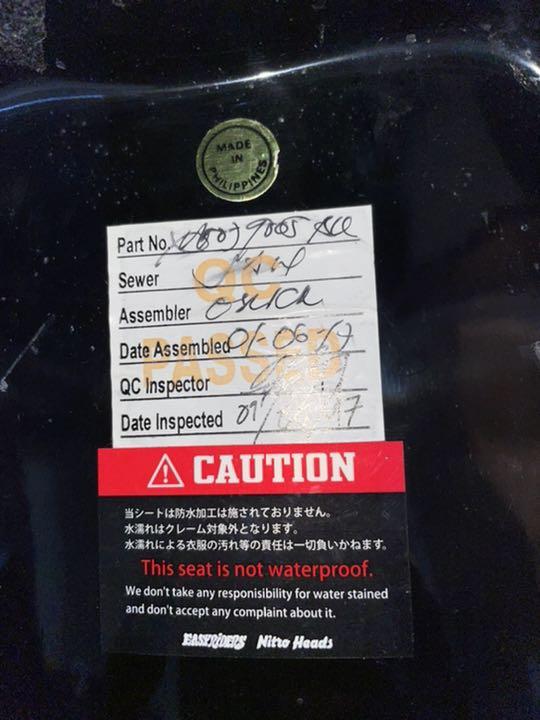 MADE
IN
PHILIPPINES
QC
PASSED
Part No.
Sewer
Assembler
Date Assembled
QC Inspector
Date Inspected
CAUTION
当シートは防水加工は施されておりません。
水濡れはクレーム対象外となります。
水濡れによる衣服の汚れ等の責任は一切負いかねます。
This seat is not waterproof.
We don't take any responisibility for water stained
and don't accept any complaint about it.
EASYRIDERS Nitro Heads